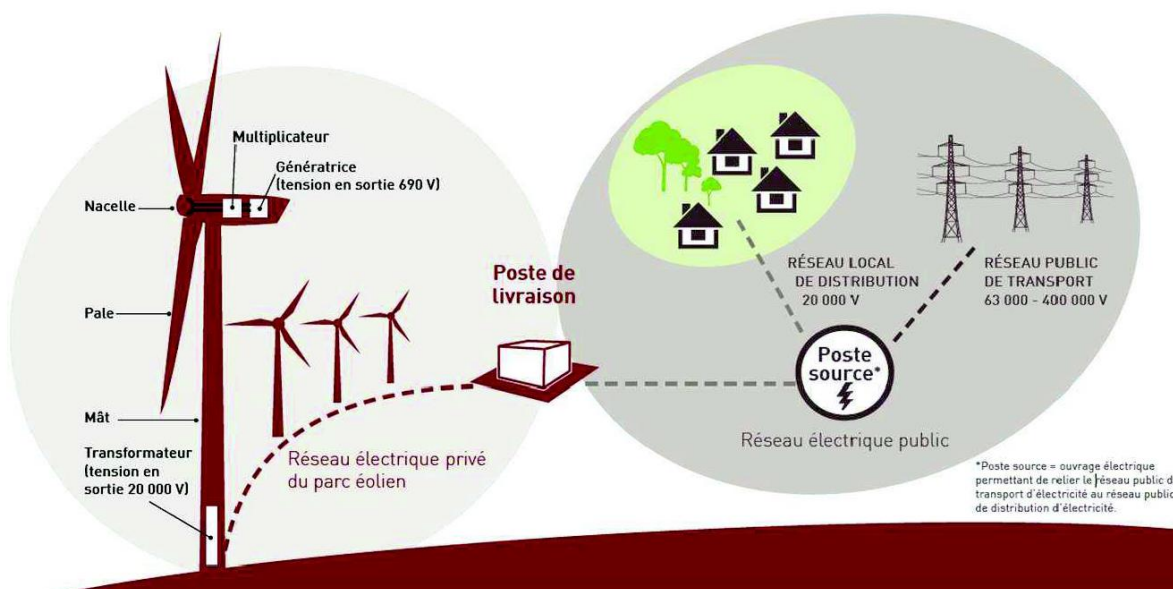 Multiplicateur
Génératrice
(tension en sortie 690 V)
Nacelle
Pale
Mât
Transformateur
(tension en
sortie 20 000 V)
Réseau électrique privé
du parc éolien
Poste de
livraison
RÉSEAU LOCAL
DE DISTRIBUTION
20 000 V
RÉSEAU PUBLIC
DE TRANSPORT
63 000 - 400 000 V
Poste
source*
Réseau électrique public
*Poste source = ouvrage électrique
permettant de relier le réseau public d
transport d'électricité au réseau public
de distribution d'électricité.